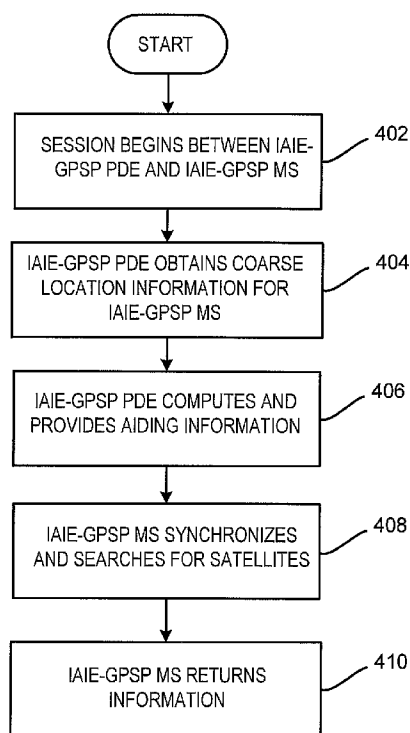 START
SESSION BEGINS BETWEEN IAIE-
GPSP PDE AND IAIE-GPSP MS
402
IAIE-GPSP PDE OBTAINS COARSE
LOCATION INFORMATION FOR
IAIE-GPSP MS
404
IAIE-GPSP PDE COMPUTES AND
PROVIDES AIDING INFORMATION
406
IAIE-GPSP MS SYNCHRONIZES
AND SEARCHES FOR SATELLITES
408
IAIE-GPSP MS RETURNS
INFORMATION
410